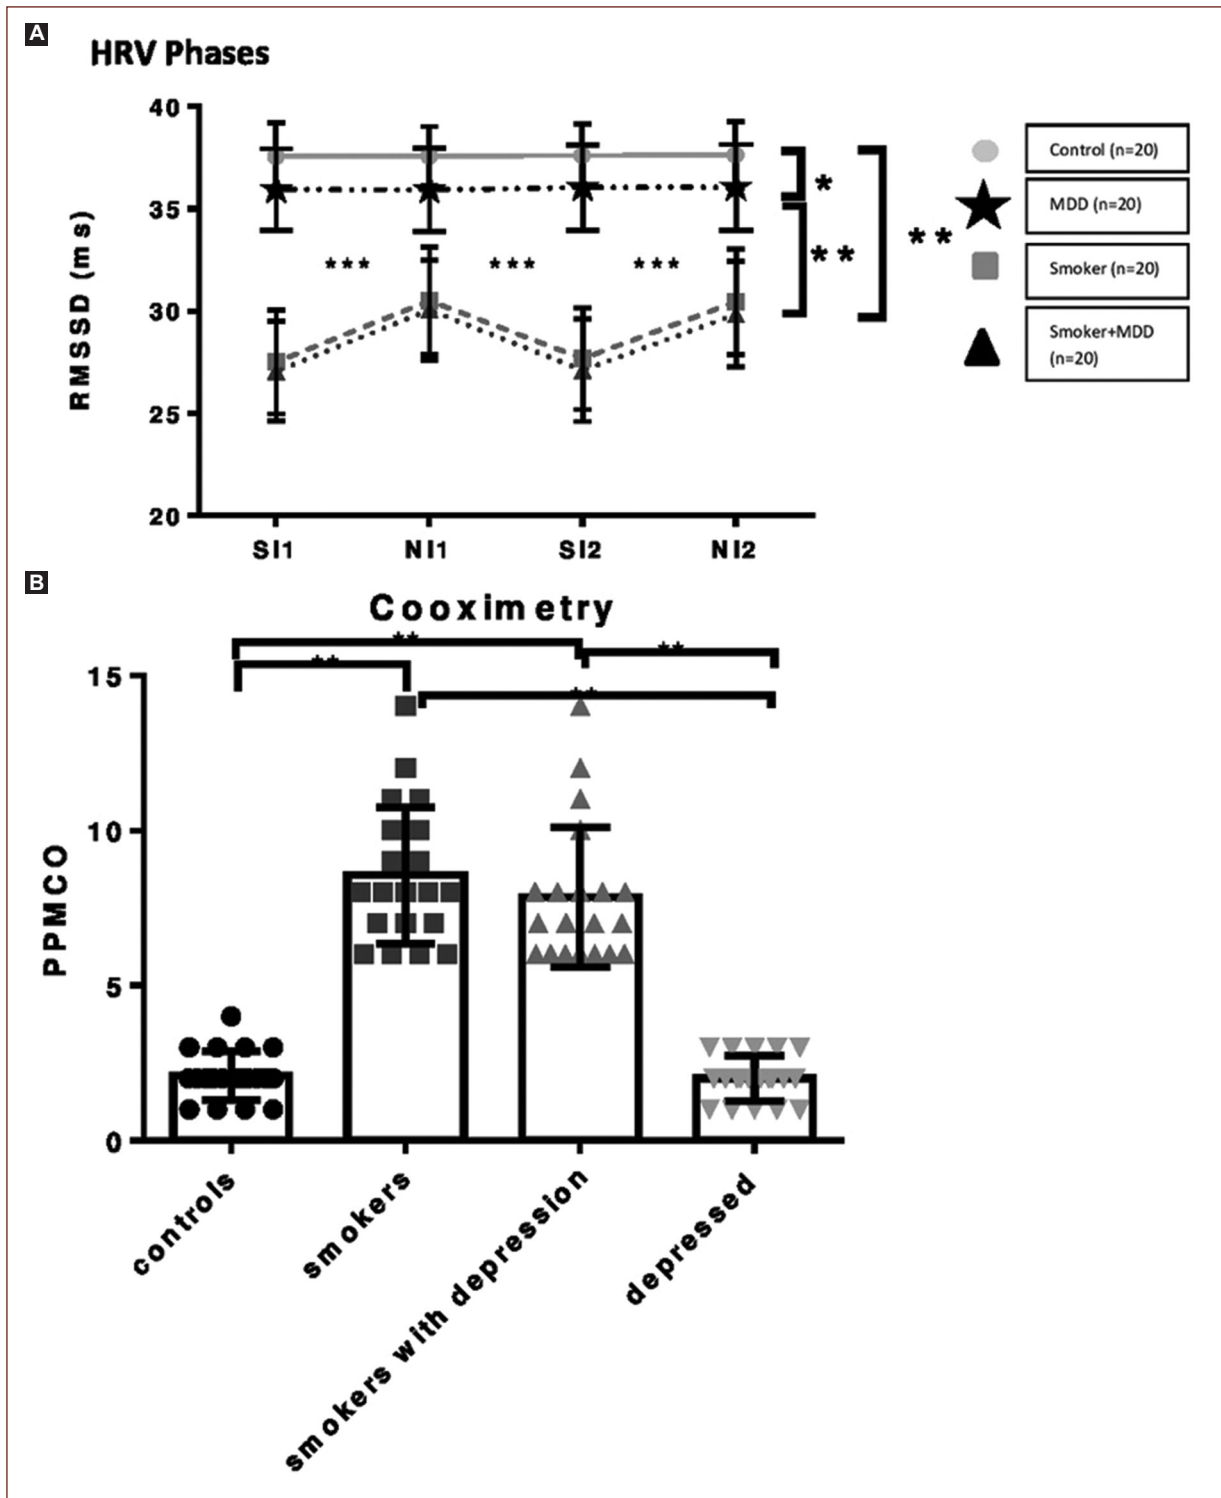 A
HRV Phases
40
35
30
25
20
RMSSD (ms)
SI1 NI1 SI2 NI2
*** *** ***
*
**
**
Control (n=20)
MDD (n=20)
Smoker (n=20)
Smoker+MDD
(n=20)
B
Cooximetry
**
**
**
**
15
10
5
0
PPMCO
controls
smokers
smokers with depression
depressed